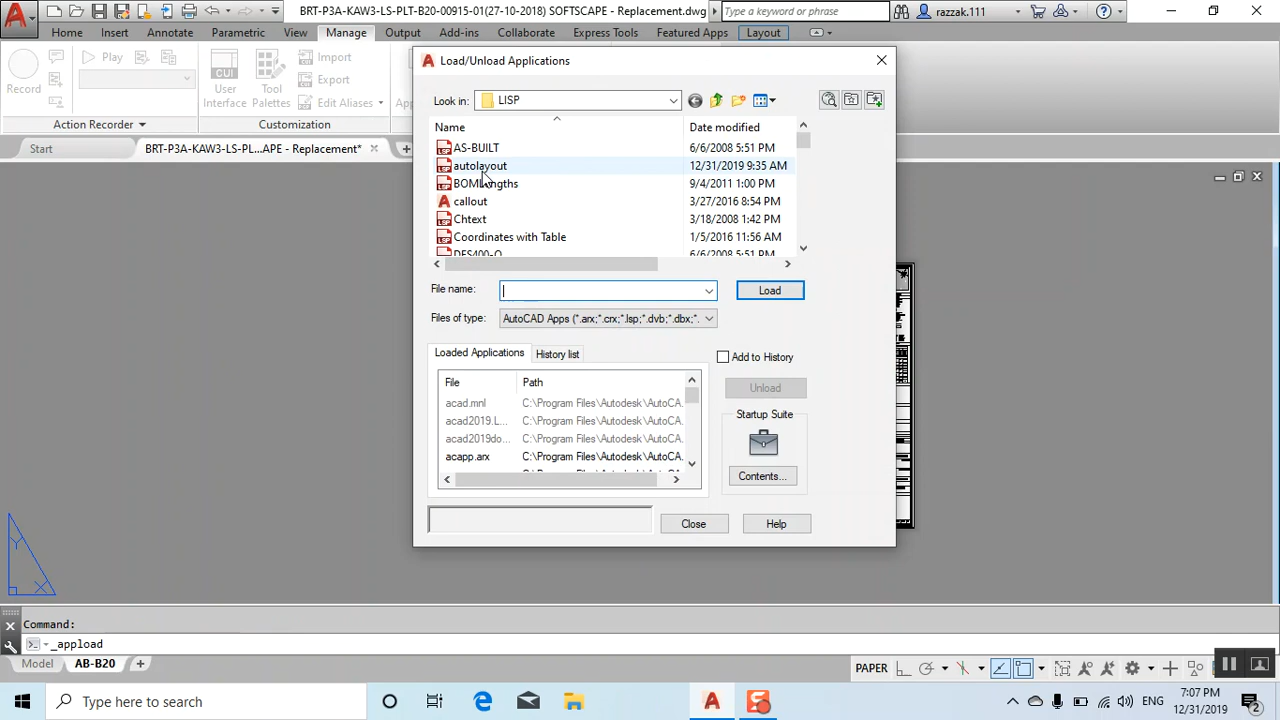 BRT-P3A-KAW3-LS-PLT-B20-00915-01(27-10-2018) SOFTSCAPE - Replacement.dwg
Type a keyword or phrase
razzak.111
Home Insert Annotate Parametric View Manage Output Add-ins Collaborate Express Tools Featured Apps Layout
Record
Play
Action Recorder
CUI
User Interface
Tool Palettes
Import
Export
Edit Aliases
Customization
Start
BRT-P3A-KAW3-LS-PL...APE - Replacement*
Load/Unload Applications
Look in: LISP
Name Date modified
AS-BUILT 6/6/2008 5:51 PM
autolayout 12/31/2019 9:35 AM
BOMLengths 9/4/2011 1:00 PM
callout 3/27/2016 8:54 PM
Chtext 3/18/2008 1:42 PM
Coordinates with Table 1/5/2016 11:56 AM
6/6/2008 5:51 PM
File name:
Load
Files of type: AutoCAD Apps (*.arx;*.crx;*.lsp;*.dvb;*.dbx;*.
Loaded Applications History list
Add to History
File Path
acad.mnl C:\Program Files\Autodesk\AutoCA.
acad2019.L... C:\Program Files\Autodesk\AutoCA.
acad2019do... C:\Program Files\Autodesk\AutoCA.
acapp.arx C:\Program Files\Autodesk\AutoCA.
Unload
Startup Suite
Contents...
Close Help
Y
X
Command:
_appload
Model AB-B20
PAPER
Type here to search
ENG
7:07 PM
12/31/2019
2